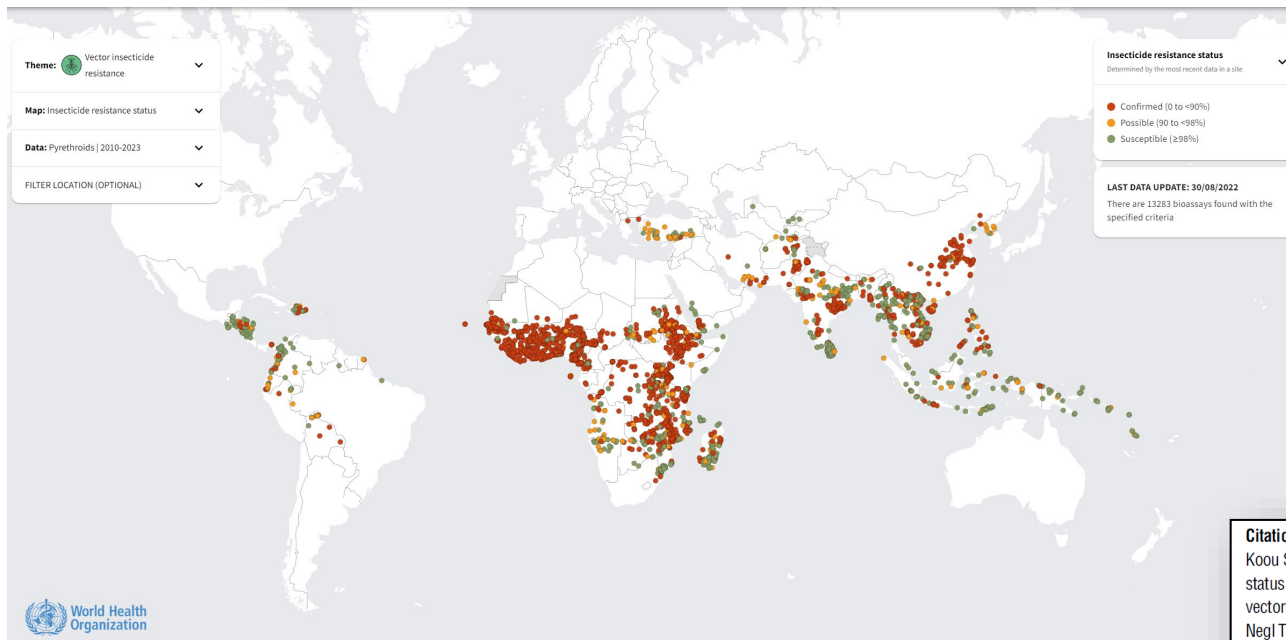 Theme: Vector insecticide
resistance
Map: Insecticide resistance status
Data: Pyrethroids | 2010-2023
FILTER LOCATION (OPTIONAL)
Insecticide resistance status
Determined by the most recent data in a site
Confirmed (0 to <90%)
Possible (90 to <98%)
Susceptible (≥98%)
LAST DATA UPDATE: 30/08/2022
There are 13283 bioassays found with the
specified criteria
World Health
Organization
Koou S
status
vector
Negl T